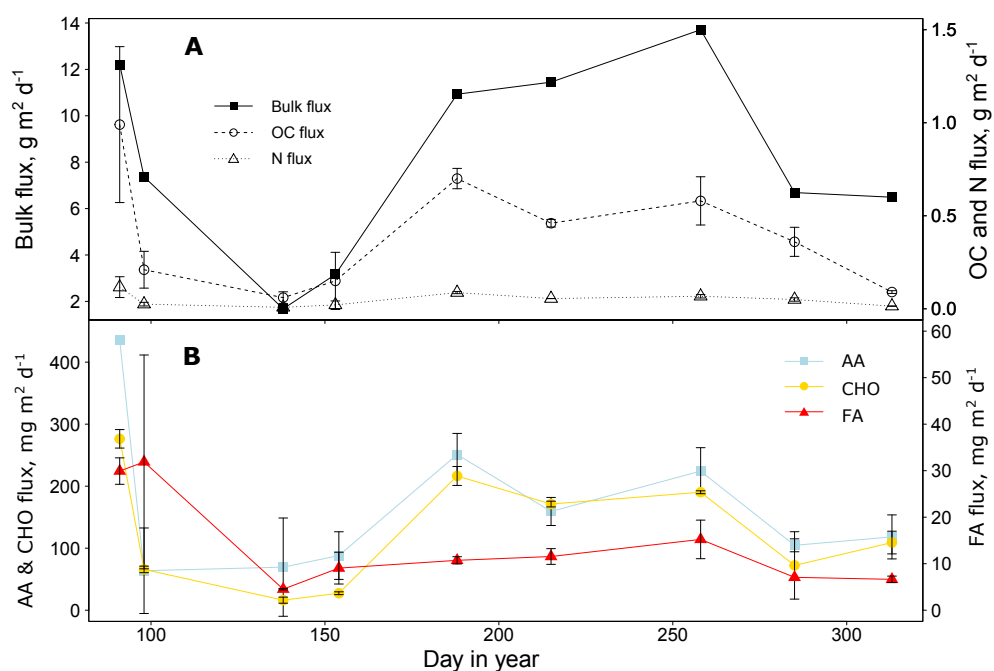 A
Bulk flux, g m² d⁻¹
14
12
10
8
6
4
2
Bulk flux
OC flux
N flux
1.5
1.0
0.5
0.0
OC and N flux, g m² d⁻¹
B
AA & CHO flux, mg m² d⁻¹
400
300
200
100
0
AA
CHO
FA
60
50
40
30
20
10
0
FA flux, mg m² d⁻¹
100 150 200 250 300
Day in year